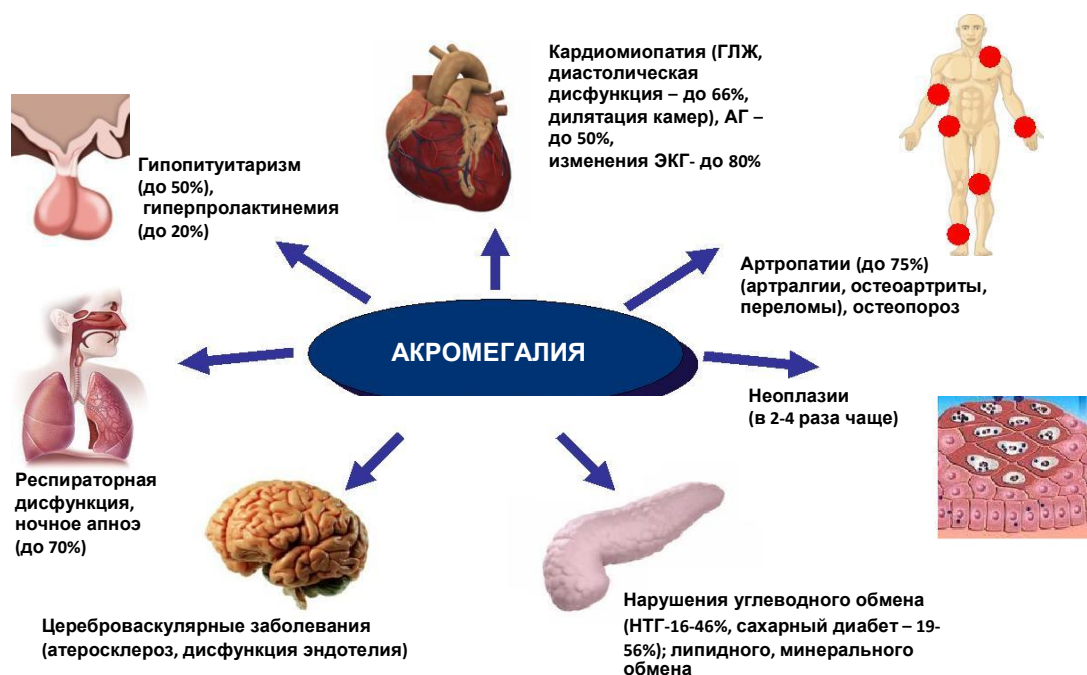 Кардиомиопатия (ГЛЖ,
диастолическая
дисфункция – до 66%,
дилятация камер), АГ –
до 50%,
изменения ЭКГ- до 80%
Гипопитуитаризм
(до 50%),
гиперпролактинемия
(до 20%)
Артропатии (до 75%)
(артралгии, остеоартриты,
переломы), остеопороз
АКРОМЕГАЛИЯ
Неоплазии
(в 2-4 раза чаще)
Респираторная
дисфункция,
ночное апноэ
(до 70%)
Цереброваскулярные заболевания
(атеросклероз, дисфункция эндотелия)
Нарушения углеводного обмена
(НТГ-16-46%, сахарный диабет – 19-
56%); липидного, минерального
обмена